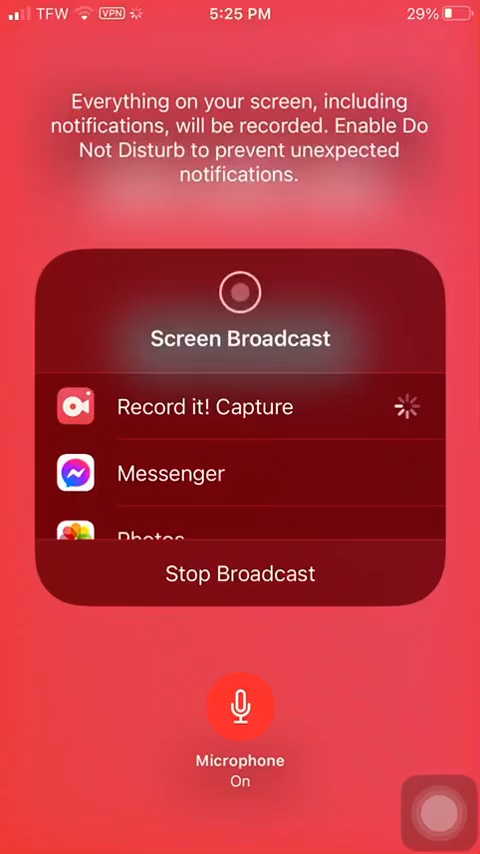 TFW VPN 5:25 PM 29%
Everything on your screen, including
notifications, will be recorded. Enable Do
Not Disturb to prevent unexpected
notifications.
Screen Broadcast
Record it! Capture
Messenger
Photos
Stop Broadcast
Microphone
On